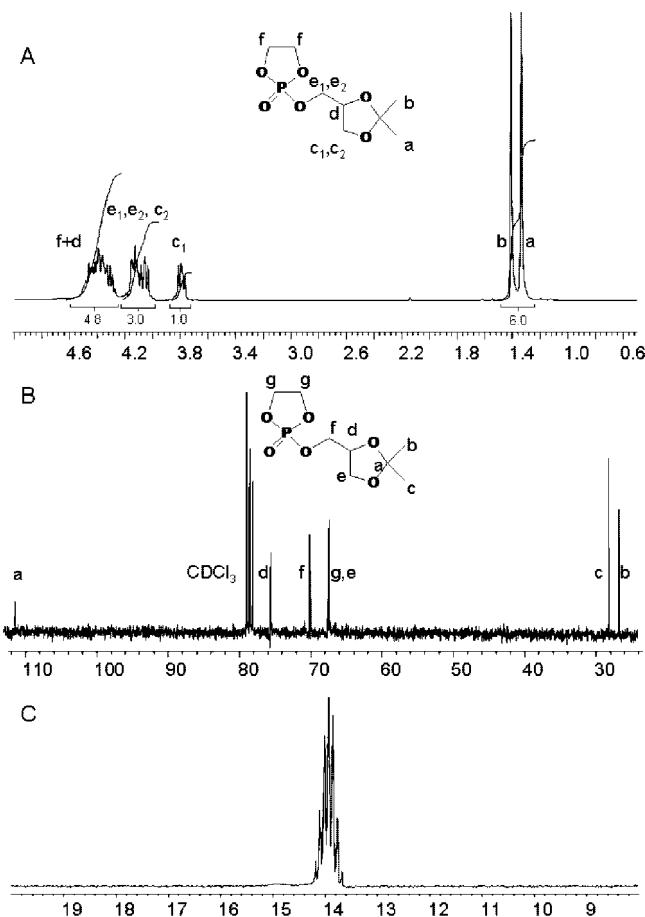 A
f f
O O
P
O O
e₁,e₂
d
O
b
O
a
c₁,c₂
f+d
e₁,e₂, c₂
c₁
b a
4.8 3.0 1.0 6.0
4.6 4.2 3.8 3.4 3.0 2.6 2.2 1.8 1.4 1.0 0.6
B
g g
O O
P
O O
f d
O
b
a
e O
c
a
CDCl₃
d
f
g,e
c b
110 100 90 80 70 60 50 40 30
C
19 18 17 16 15 14 13 12 11 10 9